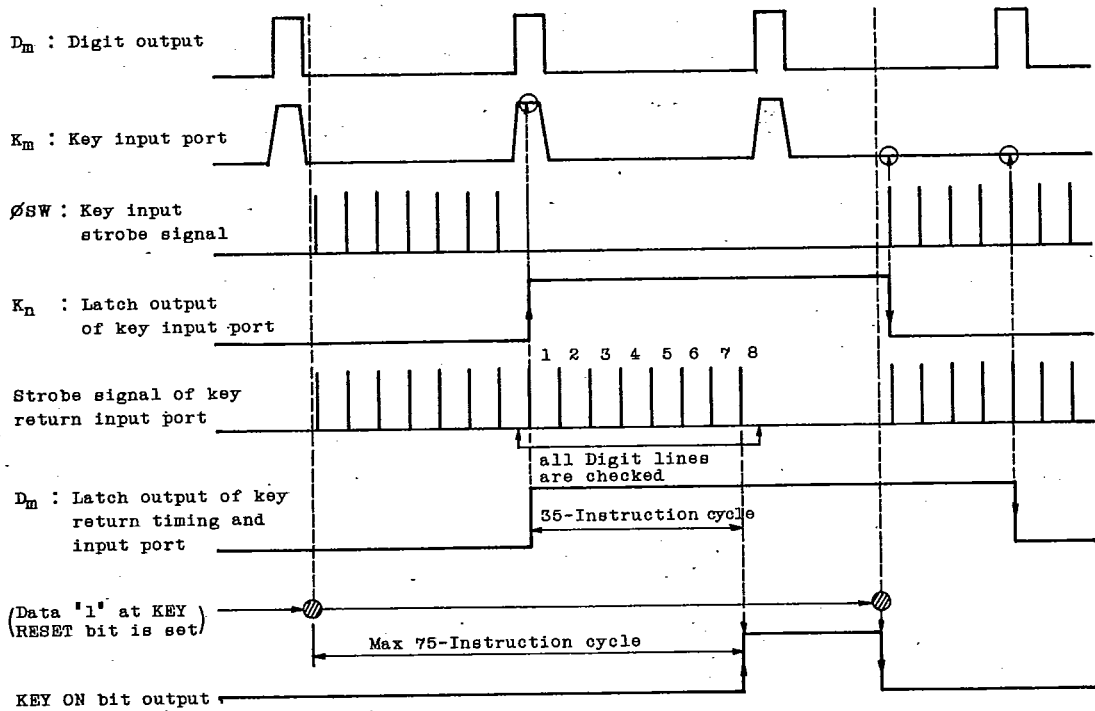 Dm : Digit output
Km : Key input port
ØSW : Key input
strobe signal
Kn : Latch output
of key input port
1 2 3 4 5 6 7 8
Strobe signal of key
return input port
all Digit lines
are checked
Dm : Latch output of key
return timing and
input port
35-Instruction cycle
(Data "1" at KEY
RESET bit is set)
Max 75-Instruction cycle
KEY ON bit output